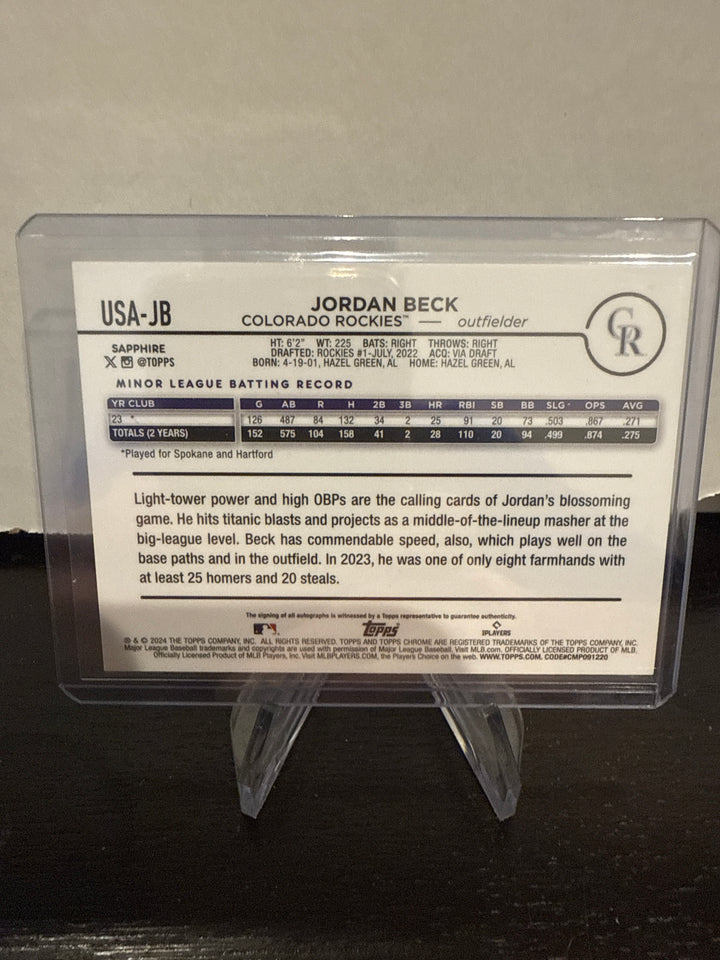 USA-JB
JORDAN BECK
COLORADO ROCKIES™ — outfielder
CR
SAPPHIRE
@TOPPS
HT: 6'2" WT: 225 BATS: RIGHT THROWS: RIGHT
DRAFTED: ROCKIES #1-JULY, 2022 ACQ: VIA DRAFT
BORN: 4-19-01, HAZEL GREEN, AL HOME: HAZEL GREEN, AL
MINOR LEAGUE BATTING RECORD
YR CLUB G AB R H 2B 3B HR RBI SB BB SLG OPS AVG
23 * 126 487 84 132 34 2 25 91 20 73 .503 .867 .271
TOTALS (2 YEARS) 152 575 104 158 41 2 28 110 20 94 .499 .874 .275
*Played for Spokane and Hartford
Light-tower power and high OBPs are the calling cards of Jordan's blossoming
game. He hits titanic blasts and projects as a middle-of-the-lineup masher at the
big-league level. Beck has commendable speed, also, which plays well on the
base paths and in the outfield. In 2023, he was one of only eight farmhands with
at least 25 homers and 20 steals.
The signing of all autographs is witnessed by a Topps representative to guarantee authenticity.
Topps
PLAYERS
® & © 2024 THE TOPPS COMPANY, INC. ALL RIGHTS RESERVED. TOPPS AND TOPPS CHROME ARE REGISTERED TRADEMARKS OF THE TOPPS COMPANY, INC.
Major League Baseball trademarks and copyrights are used with permission of Major League Baseball. Visit MLB.com. OFFICIALLY LICENSED PRODUCT OF MLB
Officially Licensed Product of MLB Players, Inc. Visit MLBPLAYERS.COM, the Players Choice on the web. WWW.TOPPS.COM. CODE#CMP091220